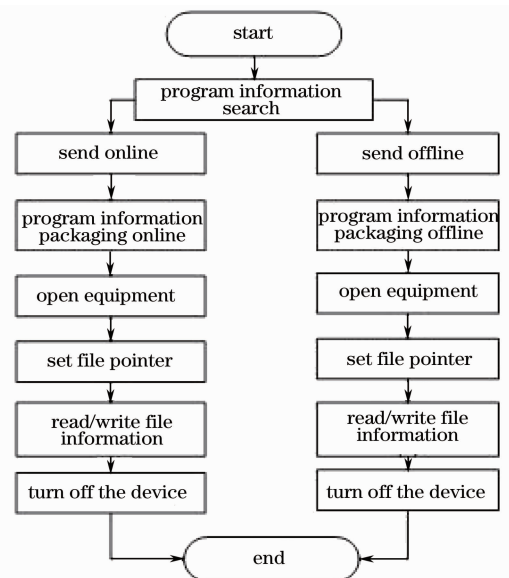 start
program information
search
send online
program information
packaging online
open equipment
set file pointer
read/write file
information
turn off the device
send offline
program information
packaging offline
open equipment
set file pointer
read/write file
information
turn off the device
end